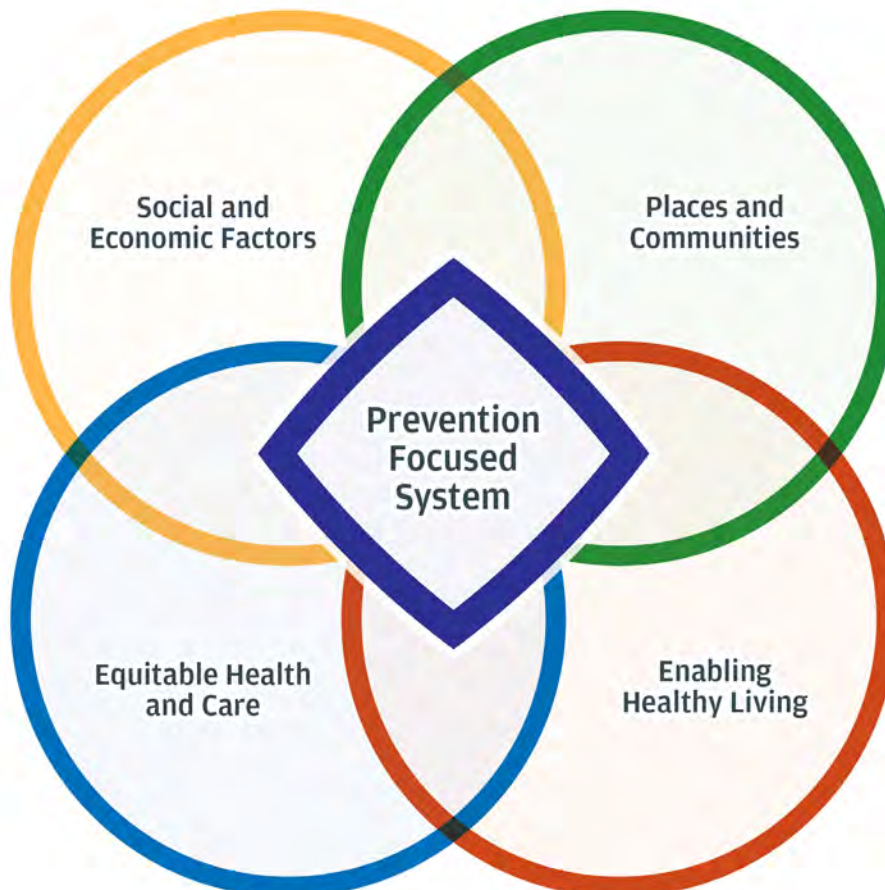 Social and
Economic Factors
Places and
Communities
Prevention
Focused
System
Equitable Health
and Care
Enabling
Healthy Living